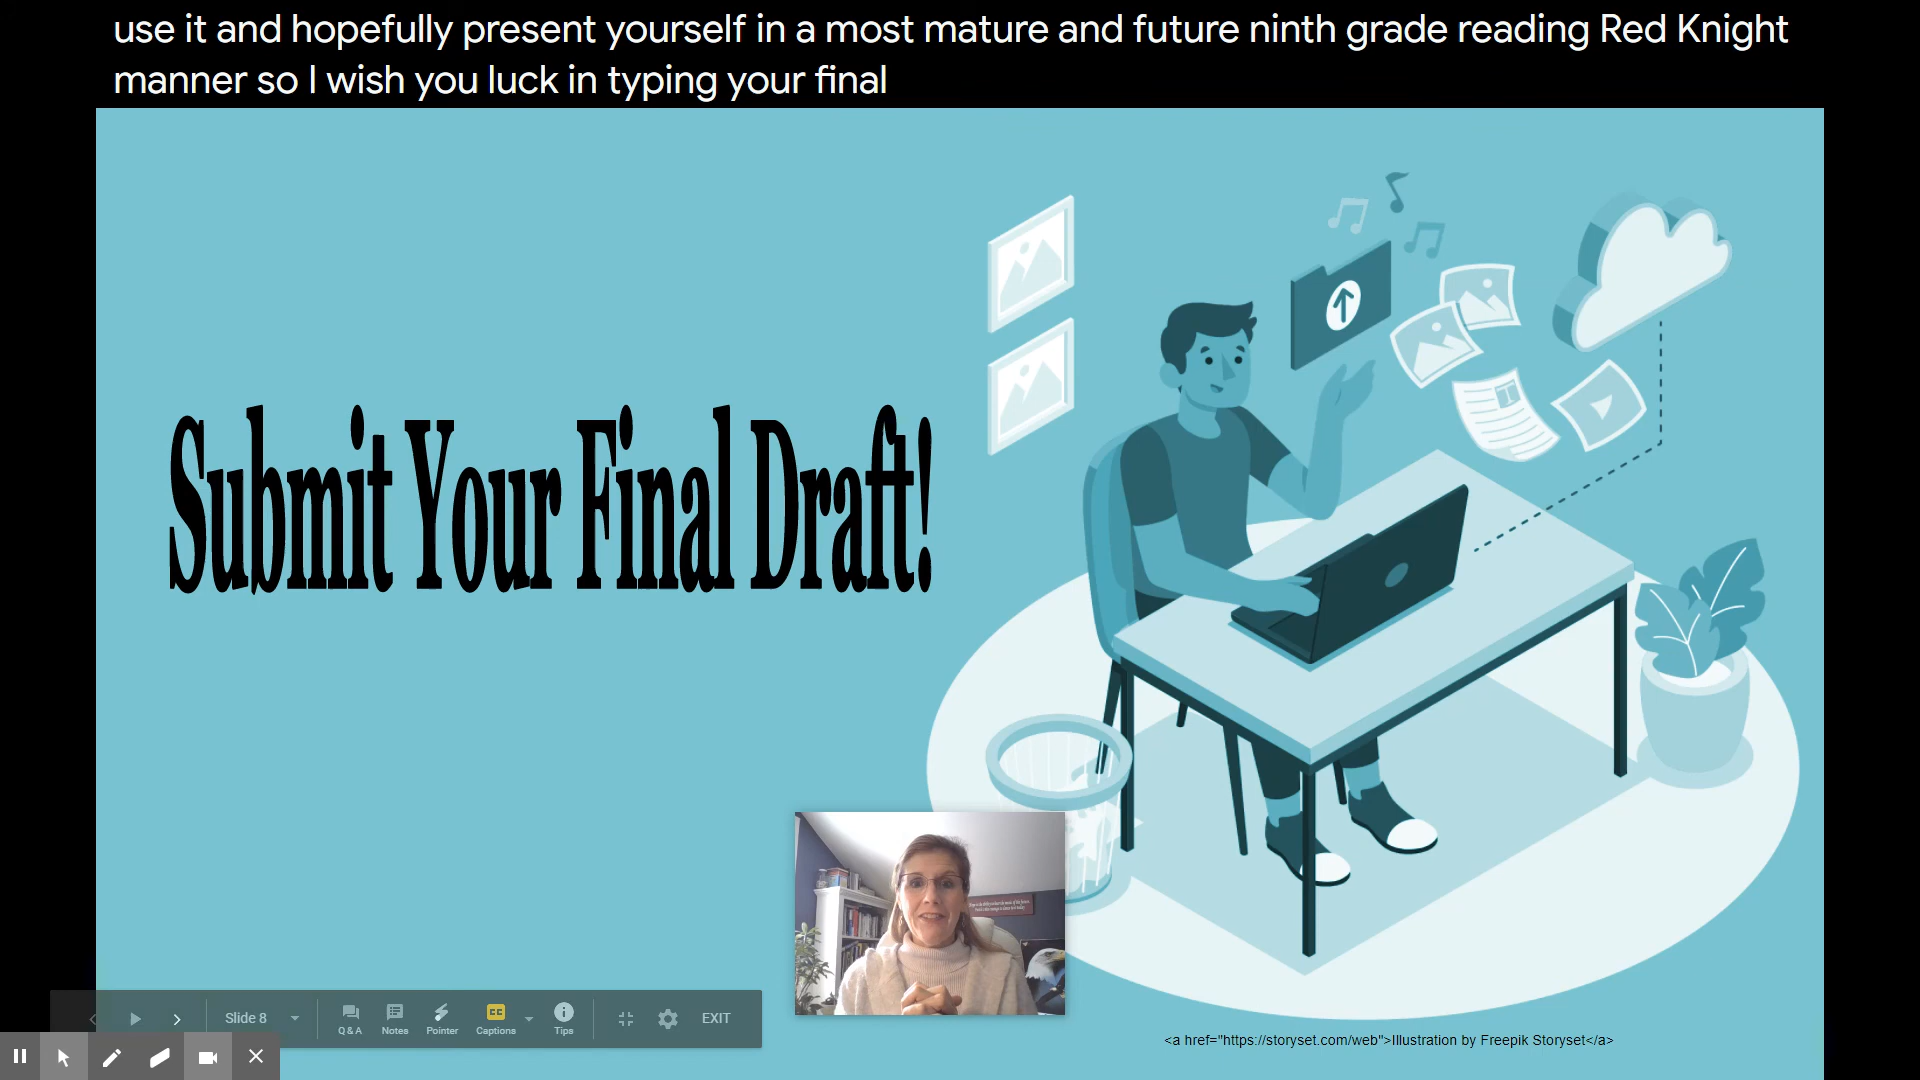 use it and hopefully present yourself in a most mature and future ninth grade reading Red Knight
manner so I wish you luck in typing your final
Submit Your Final Draft!
Slide 8
Q & A
Notes
Pointer
CC
Captions
Tips
EXIT
<a href="https://storyset.com/web">Illustration by Freepik Storyset</a>